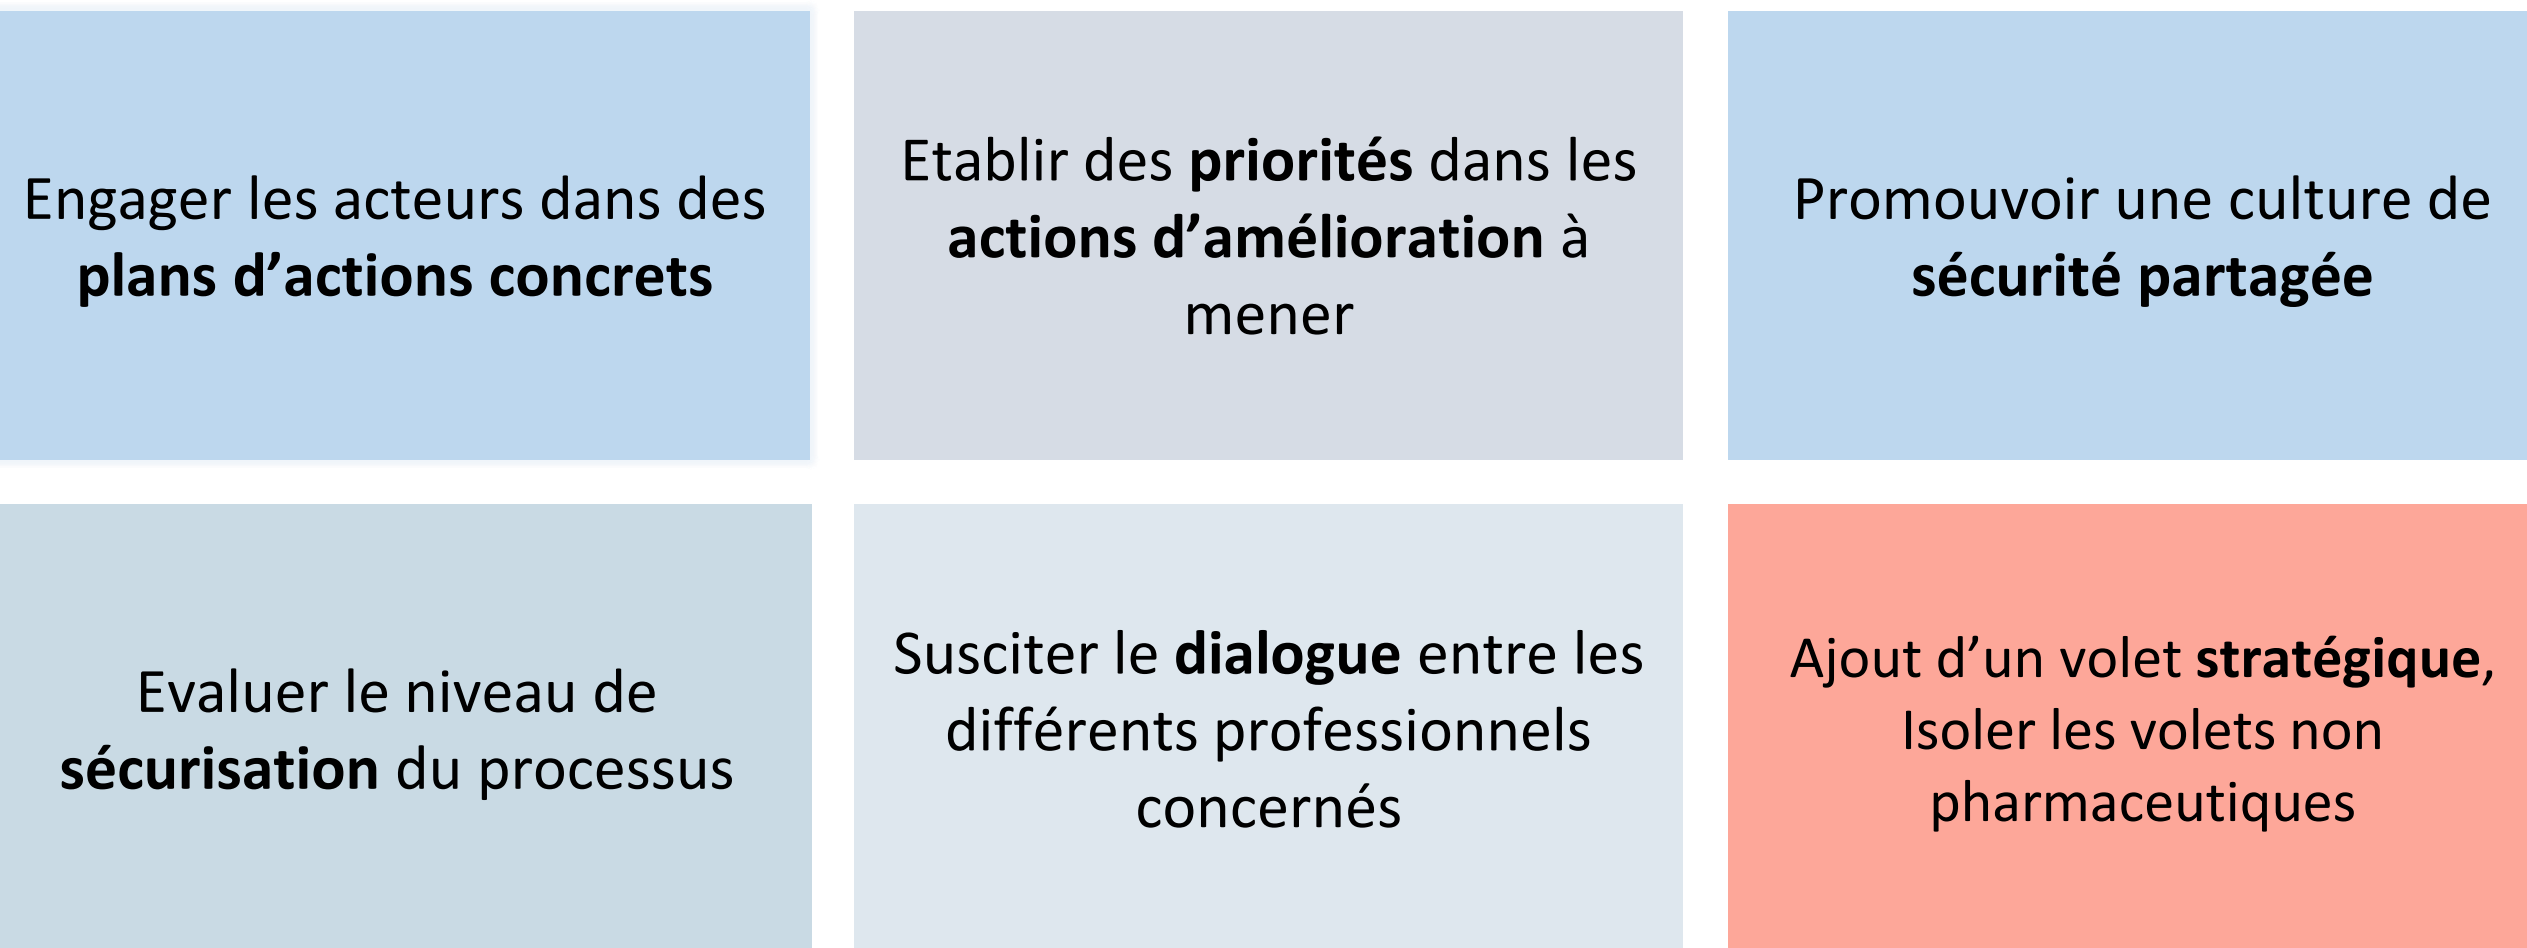 Engager les acteurs dans des
plans d’actions concrets
Etablir des priorités dans les
actions d’amélioration à
mener
Promouvoir une culture de
sécurité partagée
Evaluer le niveau de
sécurisation du processus
Susciter le dialogue entre les
différents professionnels
concernés
Ajout d’un volet stratégique,
Isoler les volets non
pharmaceutiques